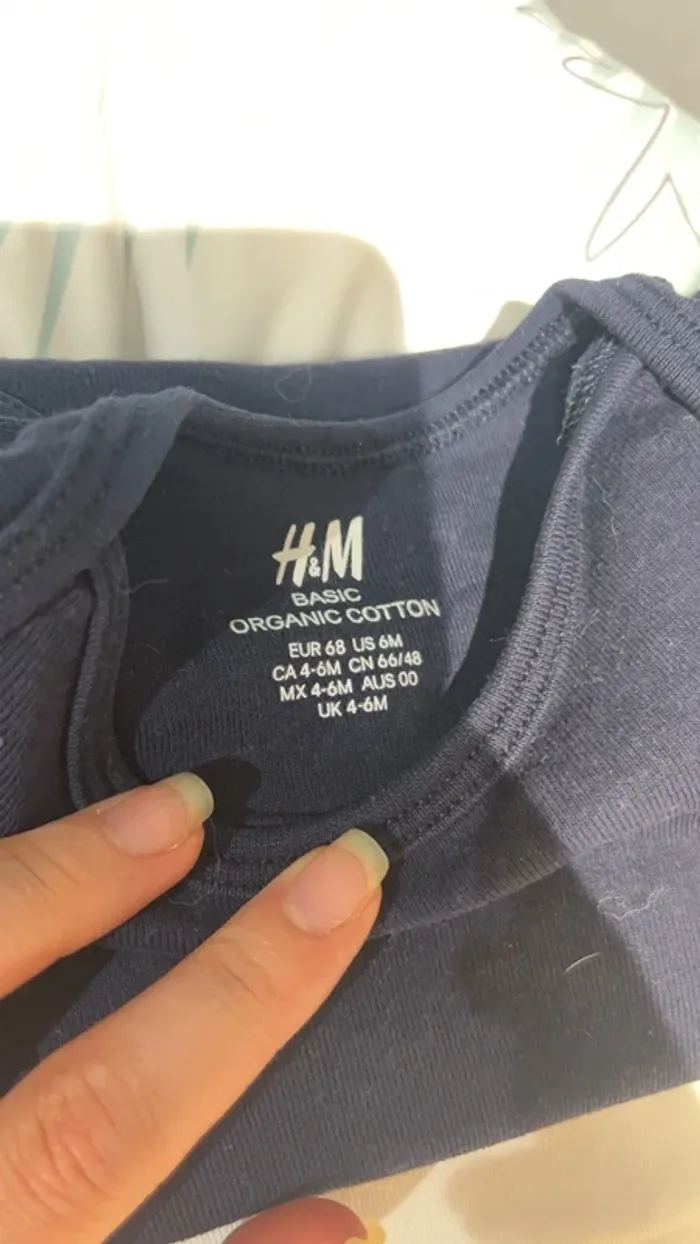 H&M
BASIC
ORGANIC COTTON
EUR 68 US 6M
CA 4-6M CN 66/48
MX 4-6M AUS 00
UK 4-6M